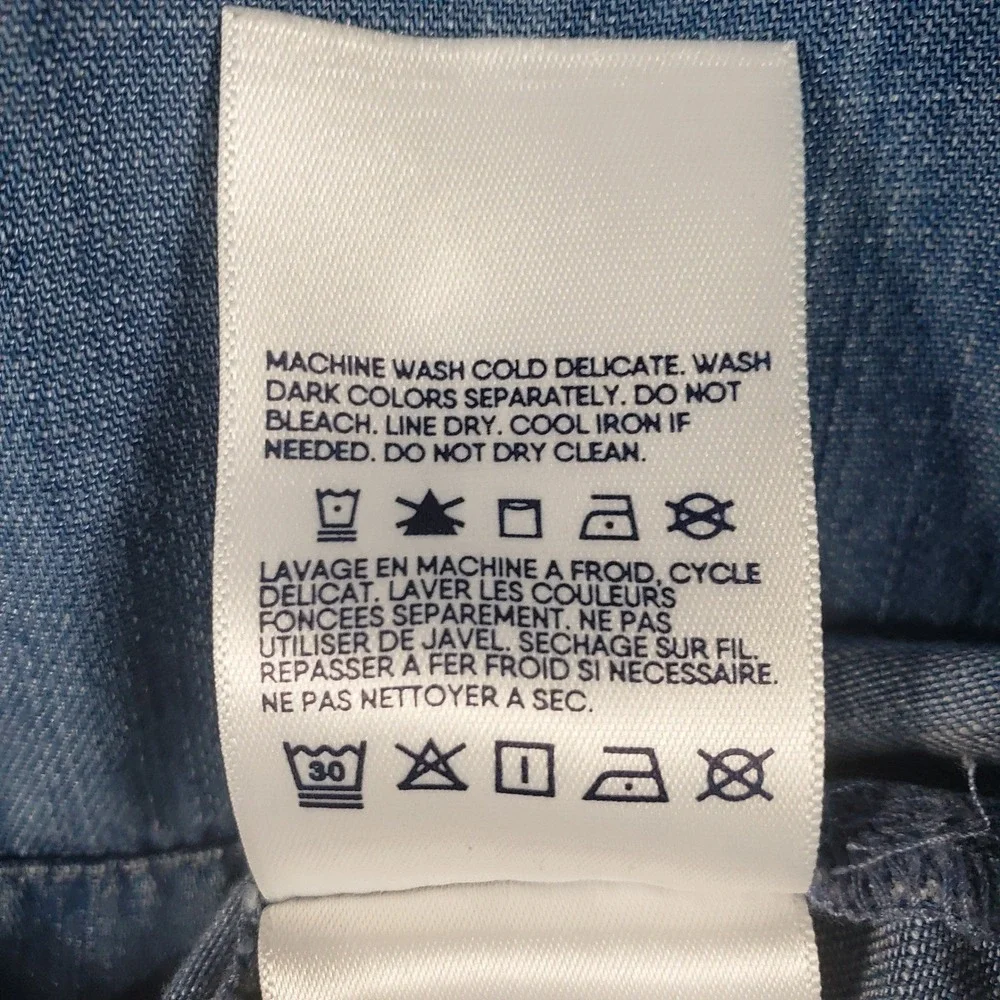 MACHINE WASH COLD DELICATE. WASH
DARK COLORS SEPARATELY. DO NOT
BLEACH. LINE DRY. COOL IRON IF
NEEDED. DO NOT DRY CLEAN.
LAVAGE EN MACHINE A FROID, CYCLE
DELICAT. LAVER LES COULEURS
FONCEES SEPAREMENT. NE PAS
UTILISER DE JAVEL. SECHAGE SUR FIL.
REPASSER A FER FROID SI NECESSAIRE.
NE PAS NETTOYER A SEC.
30